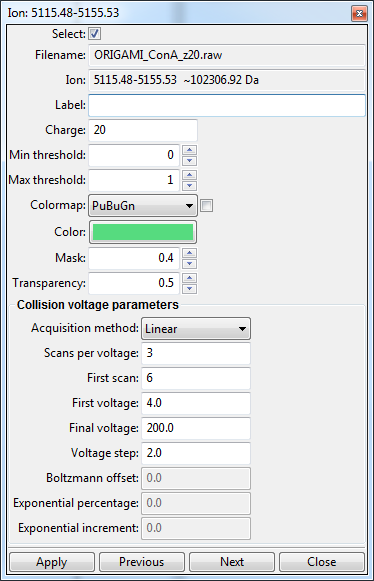 Ion: 5115.48-5155.53
Select:
Filename: ORIGAMI_ConA_z20.raw
Ion: 5115.48-5155.53 ~102306.92 Da
Label:
Charge: 20
Min threshold: 0
Max threshold: 1
Colormap: PuBuGn
Color:
Mask: 0.4
Transparency: 0.5
Collision voltage parameters
Acquisition method: Linear
Scans per voltage: 3
First scan: 6
First voltage: 4.0
Final voltage: 200.0
Voltage step: 2.0
Boltzmann offset: 0.0
Exponential percentage: 0.0
Exponential increment: 0.0
Apply Previous Next Close